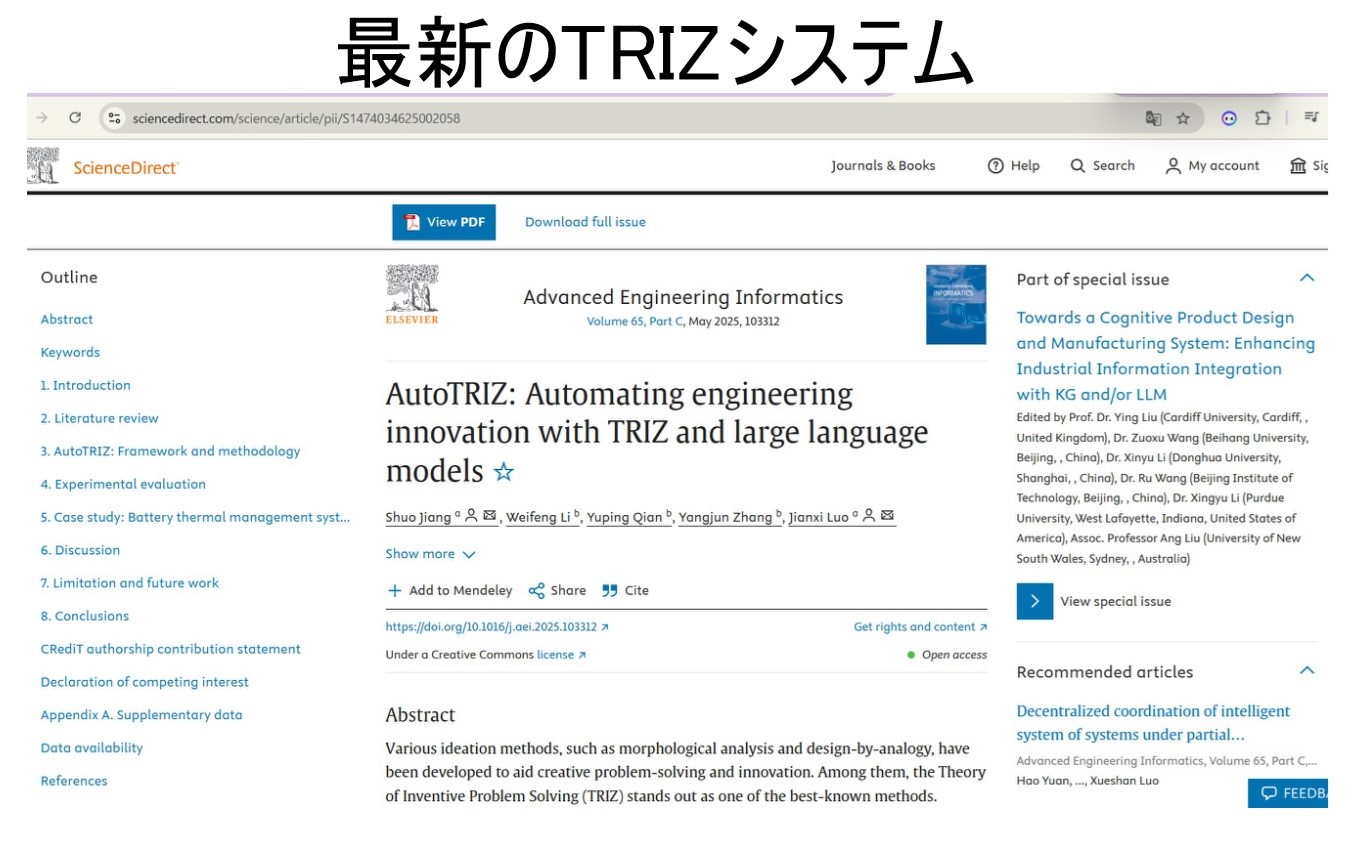 最新のTRIZシステム
sciencedirect.com/science/article/pii/S1474034625002058
ScienceDirect
Journals & Books
Help
Search
My account
View PDF
Download full issue
Outline
Abstract
Keywords
1. Introduction
2. Literature review
3. AutoTRIZ: Framework and methodology
4. Experimental evaluation
5. Case study: Battery thermal management syst...
6. Discussion
7. Limitation and future work
8. Conclusions
CRediT authorship contribution statement
Declaration of competing interest
Appendix A. Supplementary data
Data availability
References
ELSEVIER
Advanced Engineering Informatics
Volume 65, Part C, May 2025, 103312
INFORMATICS
AutoTRIZ: Automating engineering
innovation with TRIZ and large language
models
Shuo Jiang a, Weifeng Li b, Yuping Qian b, Yangjun Zhang b, Jianxi Luo a
Show more
Add to Mendeley Share Cite
https://doi.org/10.1016/j.aei.2025.103312
Get rights and content
Under a Creative Commons license
Open access
Abstract
Various ideation methods, such as morphological analysis and design-by-analogy, have
been developed to aid creative problem-solving and innovation. Among them, the Theory
of Inventive Problem Solving (TRIZ) stands out as one of the best-known methods.
Part of special issue
Towards a Cognitive Product Design
and Manufacturing System: Enhancing
Industrial Information Integration
with KG and/or LLM
Edited by Prof. Dr. Ying Liu (Cardiff University, Cardiff, ,
United Kingdom), Dr. Zuoxu Wang (Beihang University,
Beijing, , China), Dr. Xinyu Li (Donghua University,
Shanghai, , China), Dr. Ru Wang (Beijing Institute of
Technology, Beijing, , China), Dr. Xingyu Li (Purdue
University, West Lafayette, Indiana, United States of
America), Assoc. Professor Ang Liu (University of New
South Wales, Sydney, , Australia)
View special issue
Recommended articles
Decentralized coordination of intelligent
system of systems under partial...
Advanced Engineering Informatics, Volume 65, Part C,...
Hao Yuan, ..., Xueshan Luo